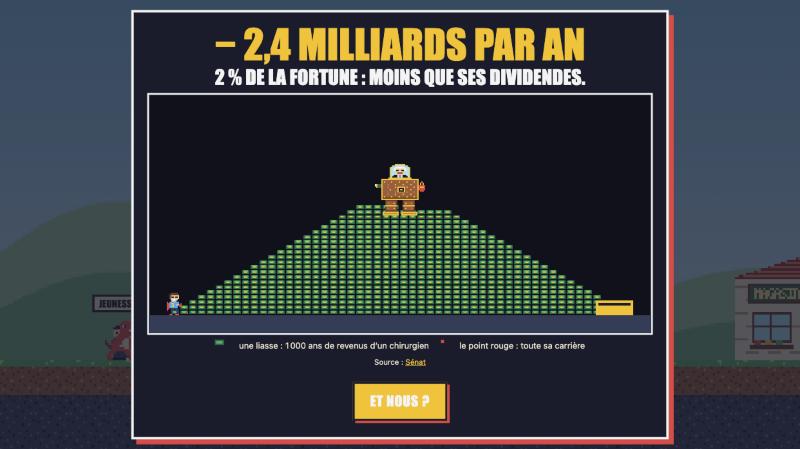 – 2,4 MILLIARDS PAR AN
2 % DE LA FORTUNE : MOINS QUE SES DIVIDENDES.
JEUNESS
MAGASIN
une liasse : 1000 ans de revenus d'un chirurgien
le point rouge : toute sa carrière
Source : Sénat
ET NOUS ?